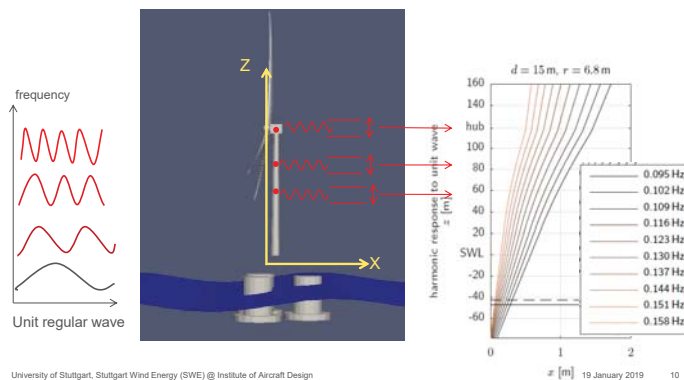 frequency
Unit regular wave
Z
X
d = 15 m, r = 6.8 m
harmonic response to unit wave
z [m]
160
140
hub
100
80
60
40
20
SWL
-20
-40
-60
0
1
2
x [m]
0.095 Hz
0.102 Hz
0.109 Hz
0.116 Hz
0.123 Hz
0.130 Hz
0.137 Hz
0.144 Hz
0.151 Hz
0.158 Hz
University of Stuttgart, Stuttgart Wind Energy (SWE) @ Institute of Aircraft Design
19 January 2019
10